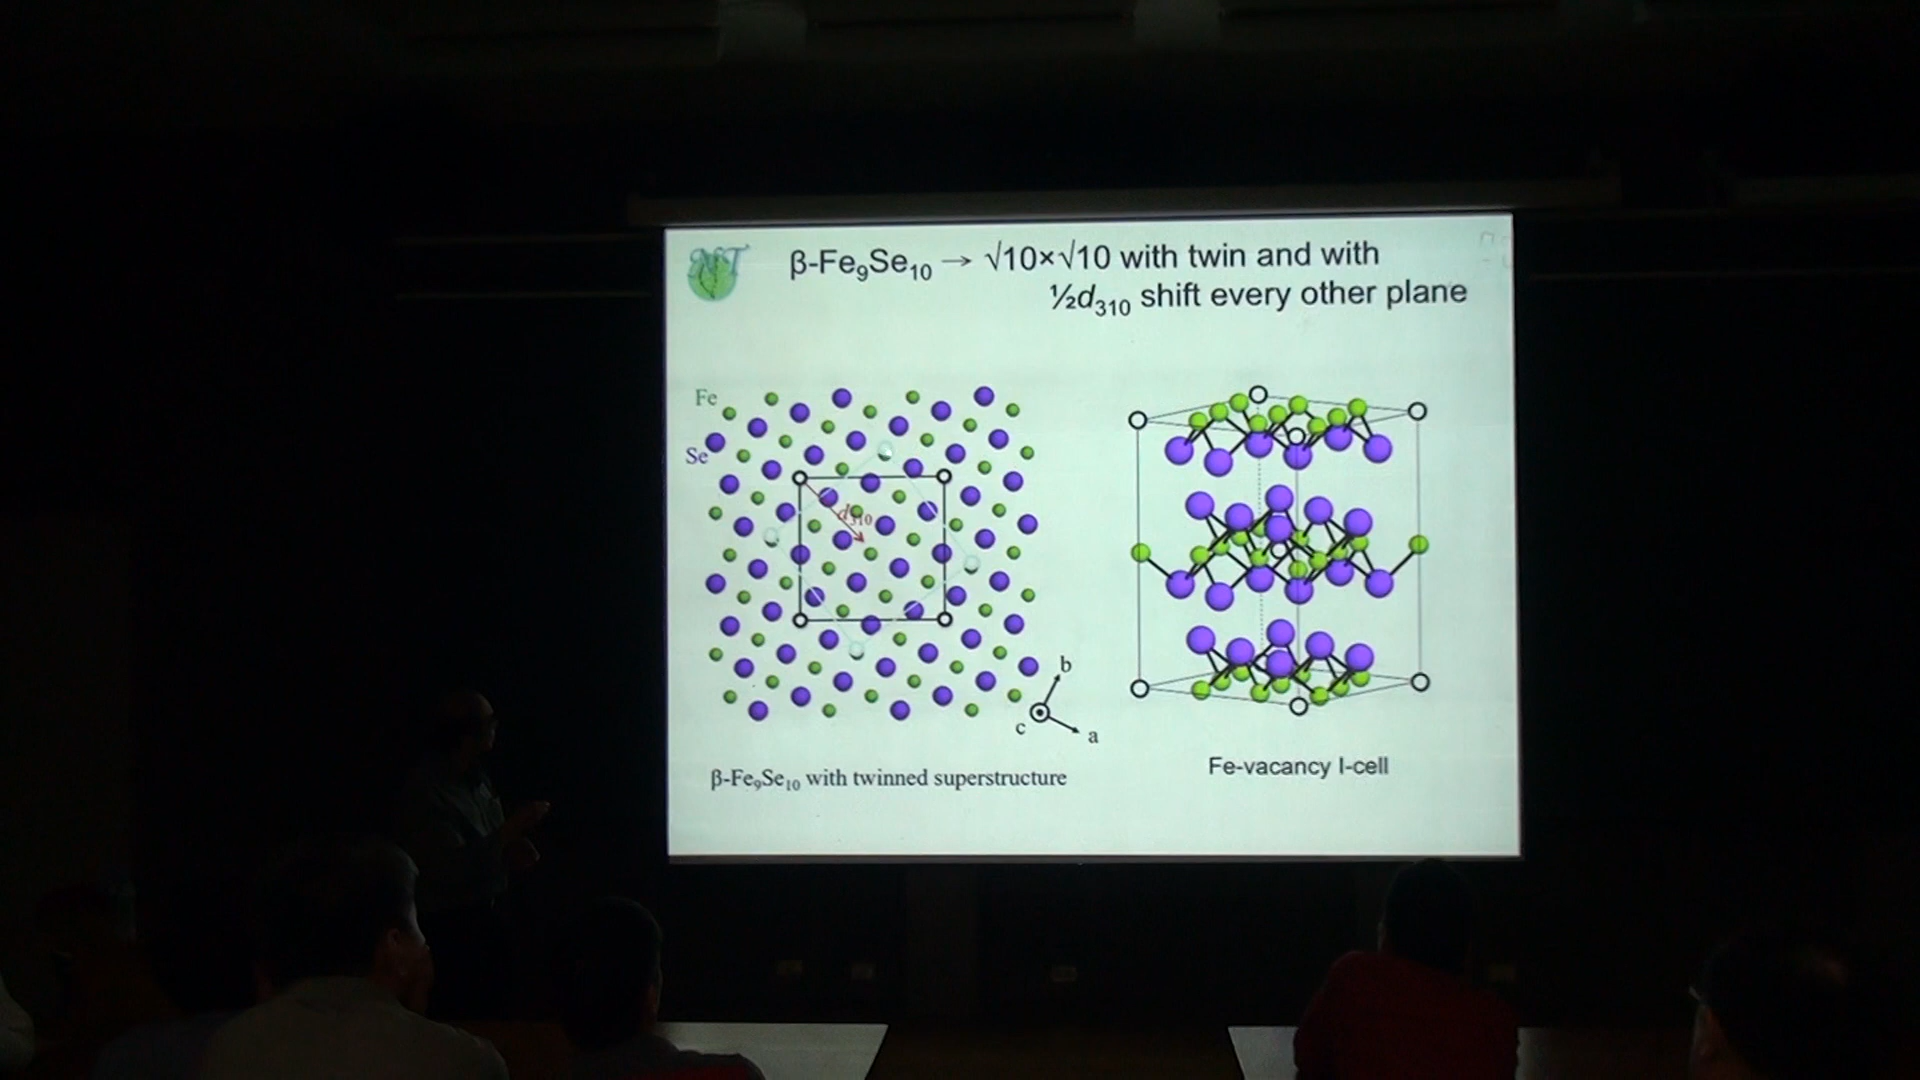 β-Fe₉Se₁₀ → √10×√10 with twin and with
½d₃₁₀ shift every other plane
Fe
Se
d₃₁₀
b
c
a
β-Fe₉Se₁₀ with twinned superstructure
Fe-vacancy I-cell